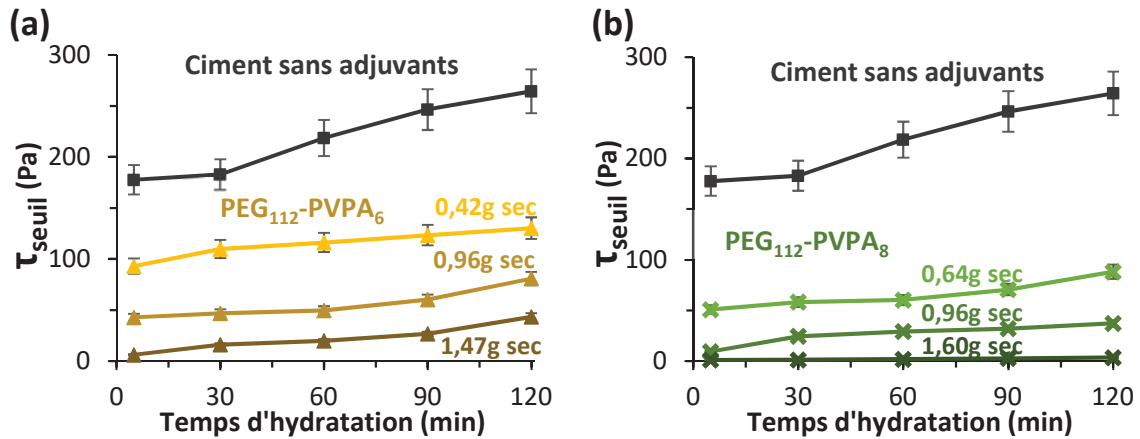 (a)
300
200
100
0
τseuil (Pa)
Ciment sans adjuvants
PEG112-PVPA6
0,42g sec
0,96g sec
1,47g sec
0 30 60 90 120
Temps d'hydratation (min)
(b)
300
200
100
0
τseuil (Pa)
Ciment sans adjuvants
PEG112-PVPA8
0,64g sec
0,96g sec
1,60g sec
0 30 60 90 120
Temps d'hydratation (min)